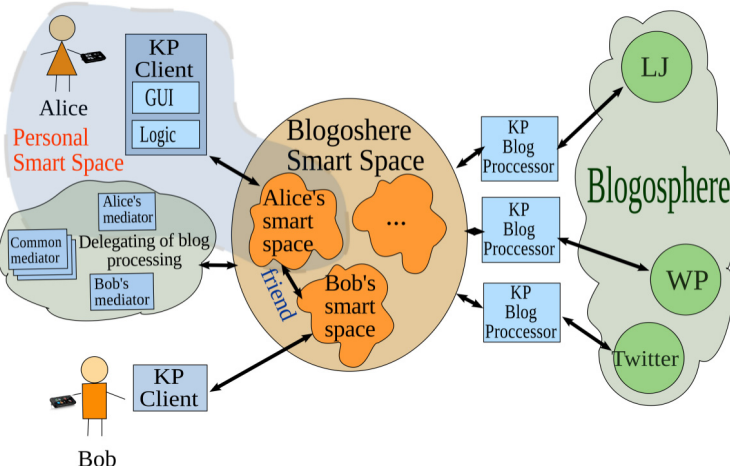 KP
Client
GUI
Logic
Alice
Personal
Smart Space
Alice's
mediator
Common
mediator
Delegating of blog
processing
Bob's
mediator
KP
Client
Bob
Blogoshere
Smart Space
Alice's
smart
space
...
friend
Bob's
smart
space
KP
Blog
Proccessor
KP
Blog
Proccessor
KP
Blog
Proccessor
LJ
Blogosphere
WP
Twitter